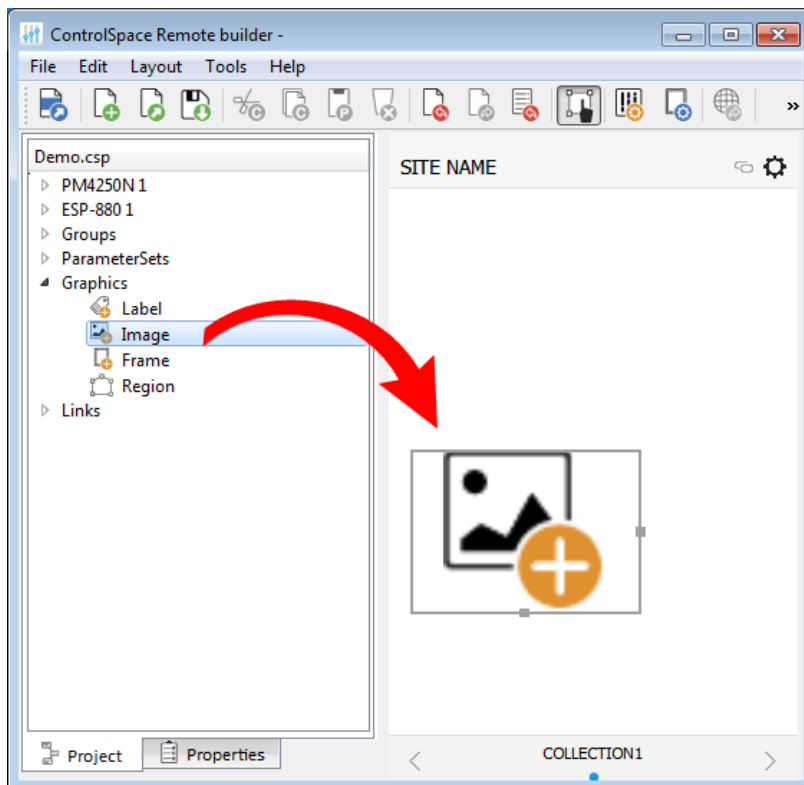 ControlSpace Remote builder -
File Edit Layout Tools Help
Demo.csp
PM4250N 1
ESP-880 1
Groups
ParameterSets
Graphics
Label
Image
Frame
Region
Links
SITE NAME
Project Properties
COLLECTION1